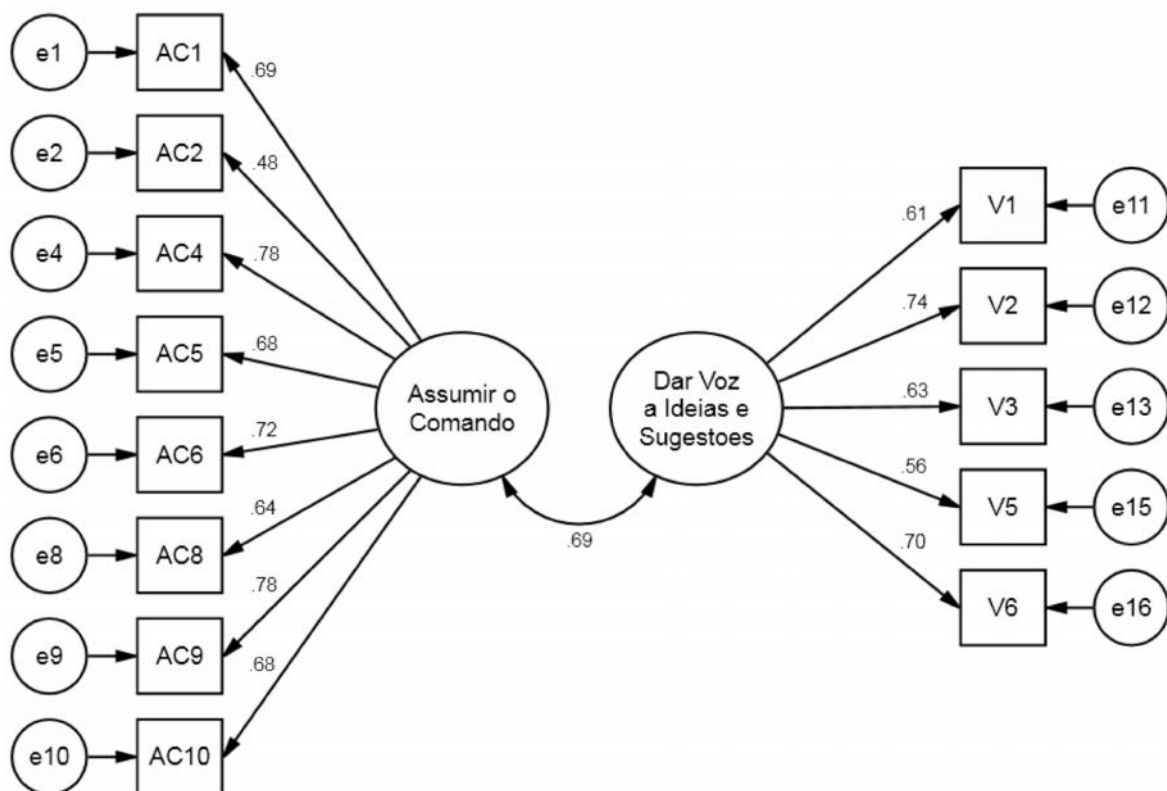 e1
AC1
.69
e2
AC2
.48
e4
AC4
.78
e5
AC5
.68
e6
AC6
.72
e8
AC8
.64
e9
AC9
.78
e10
AC10
.68
Assumir o
Comando
.69
Dar Voz
a Ideias e
Sugestoes
.61
V1
e11
.74
V2
e12
.63
V3
e13
.56
V5
e15
.70
V6
e16